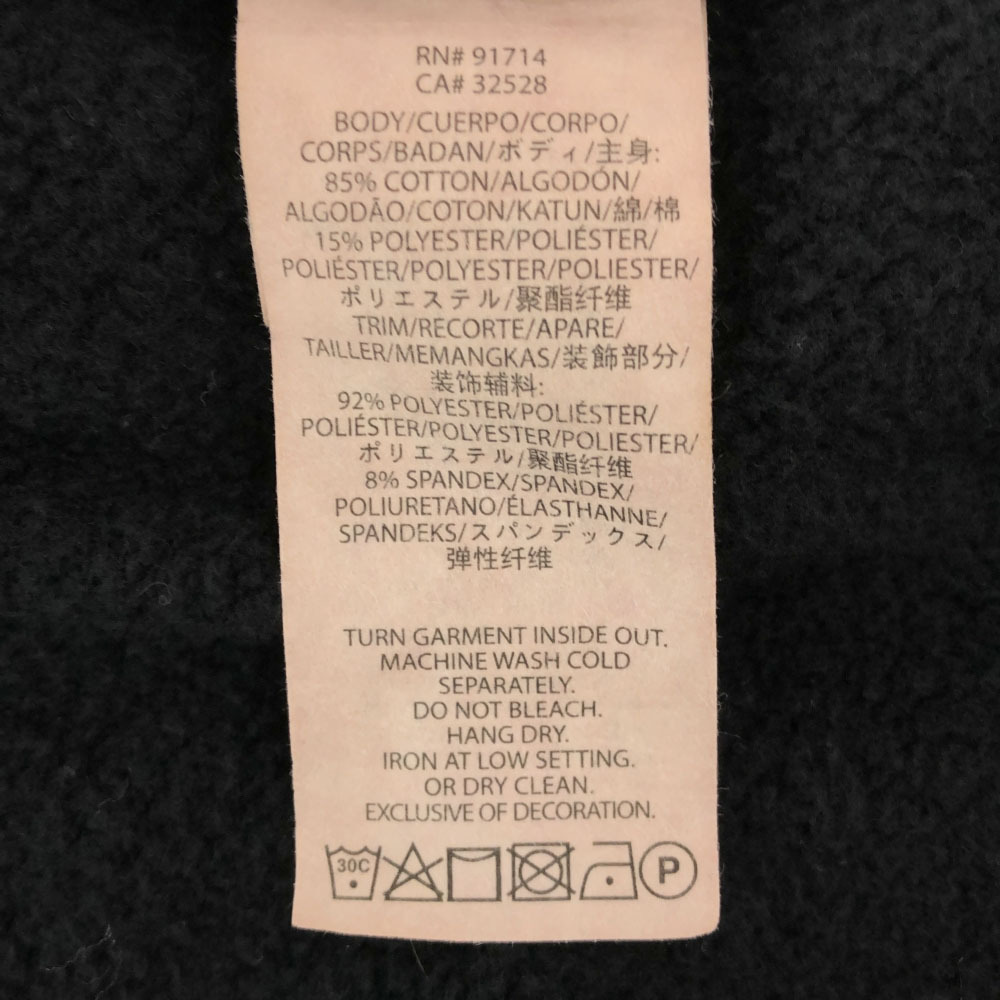 RN# 91714
CA# 32528
BODY/CUERPO/CORPO/
CORPS/BADAN/ボディ/主身:
85% COTTON/ALGODÓN/
ALGODÃO/COTON/KATUN/綿/棉
15% POLYESTER/POLIÉSTER/
POLIÉSTER/POLYESTER/POLIESTER/
ポリエステル/聚酯纤维
TRIM/RECORTE/APARE/
TAILLER/MEMANGKAS/装飾部分/
装饰辅料:
92% POLYESTER/POLIÉSTER/
POLIÉSTER/POLYESTER/POLIESTER/
ポリエステル/聚酯纤维
8% SPANDEX/SPANDEX/
POLIURETANO/ÉLASTHANNE/
SPANDEKS/スパンデックス/
弹性纤维
TURN GARMENT INSIDE OUT.
MACHINE WASH COLD
SEPARATELY.
DO NOT BLEACH.
HANG DRY.
IRON AT LOW SETTING.
OR DRY CLEAN.
EXCLUSIVE OF DECORATION.
30C P